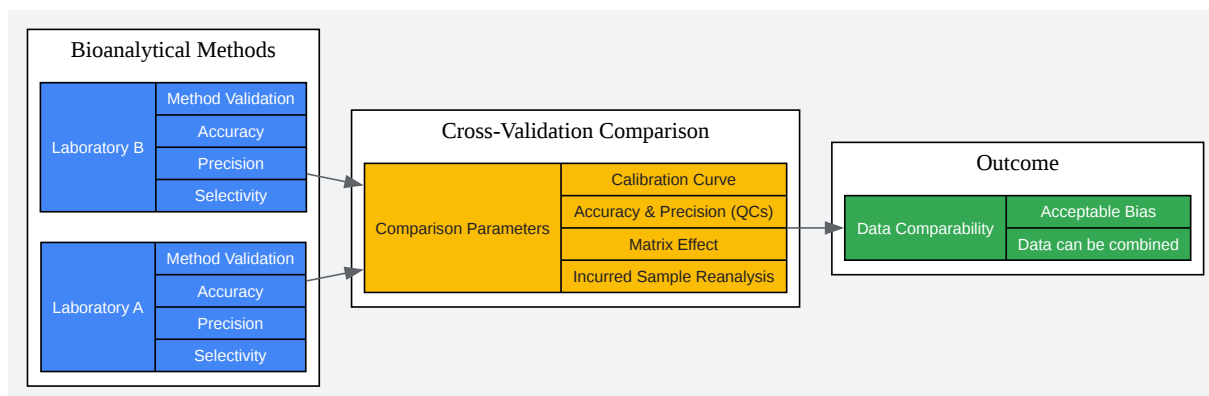 Bioanalytical Methods
Laboratory B
Method Validation
Accuracy
Precision
Selectivity
Laboratory A
Method Validation
Accuracy
Precision
Selectivity
Cross-Validation Comparison
Comparison Parameters
Calibration Curve
Accuracy & Precision (QCs)
Matrix Effect
Incurred Sample Reanalysis
Outcome
Data Comparability
Acceptable Bias
Data can be combined